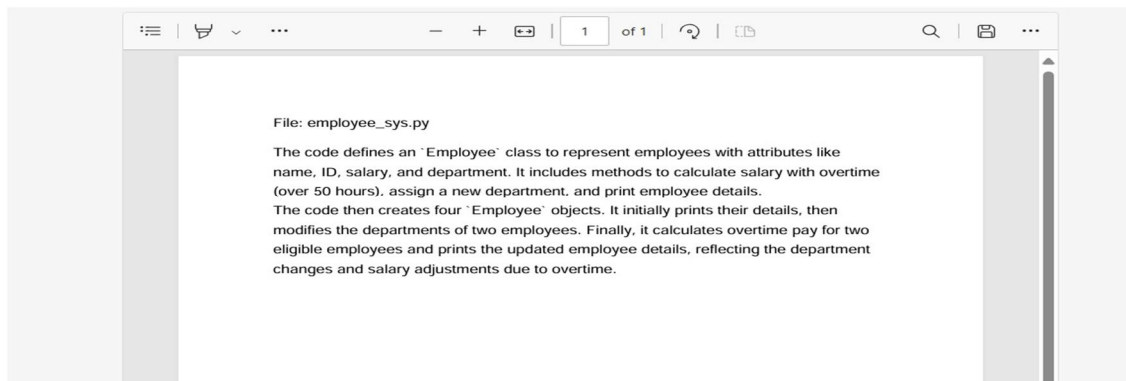 1 of 1
File: employee_sys.py
The code defines an `Employee` class to represent employees with attributes like
name, ID, salary, and department. It includes methods to calculate salary with overtime
(over 50 hours), assign a new department, and print employee details.
The code then creates four `Employee` objects. It initially prints their details, then
modifies the departments of two employees. Finally, it calculates overtime pay for two
eligible employees and prints the updated employee details, reflecting the department
changes and salary adjustments due to overtime.